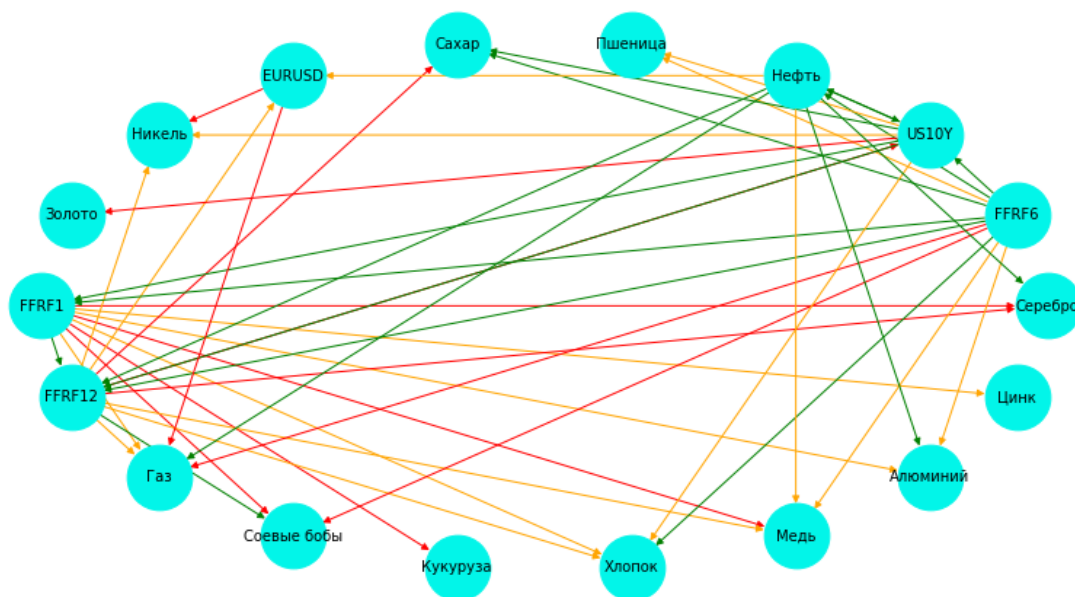 Сахар
Пшеница
EURUSD
Нефть
Никель
US10Y
Золото
FFRF6
FFRF1
Серебро
FFRF12
Цинк
Газ
Алюминий
Соевые бобы
Медь
Кукуруза
Хлопок